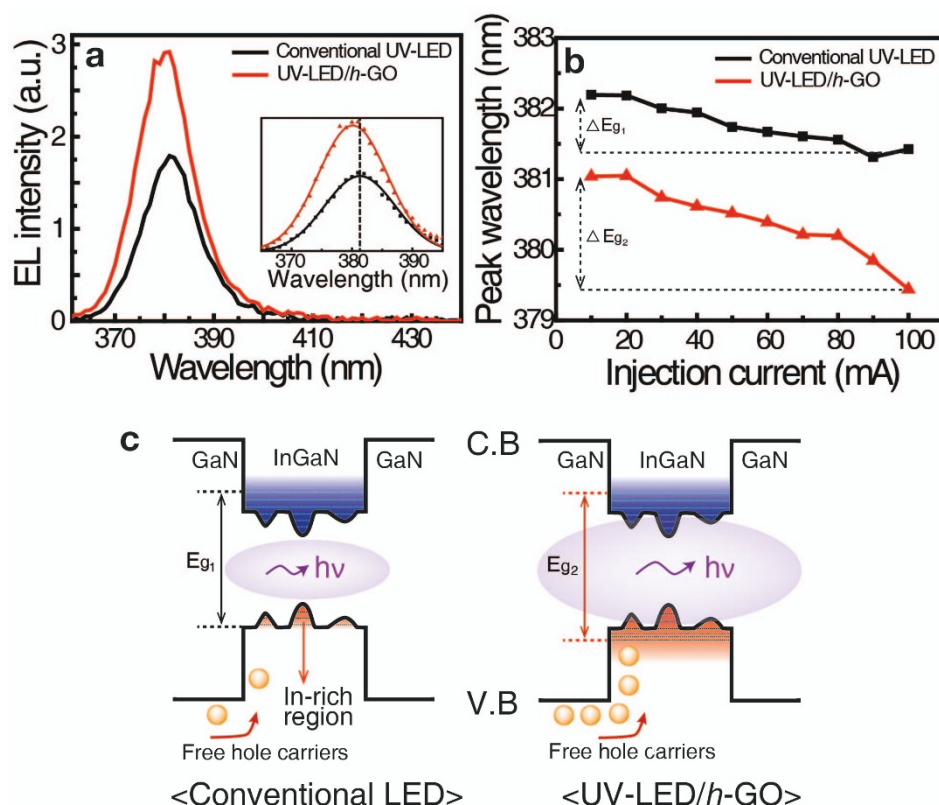 a
Conventional UV-LED
UV-LED/h-GO
EL intensity (a.u.)
3
2
1
0
370 390 410 430
Wavelength (nm)
370 380 390
Wavelength (nm)
b
Conventional UV-LED
UV-LED/h-GO
Peak wavelength (nm)
383
382
381
380
379
△Eg₁
△Eg₂
0 20 40 60 80 100
Injection current (mA)
c
GaN InGaN GaN
Eg₁
hν
In-rich
region
Free hole carriers
<Conventional LED>
C.B
V.B
GaN InGaN GaN
Eg₂
hν
Free hole carriers
<UV-LED/h-GO>